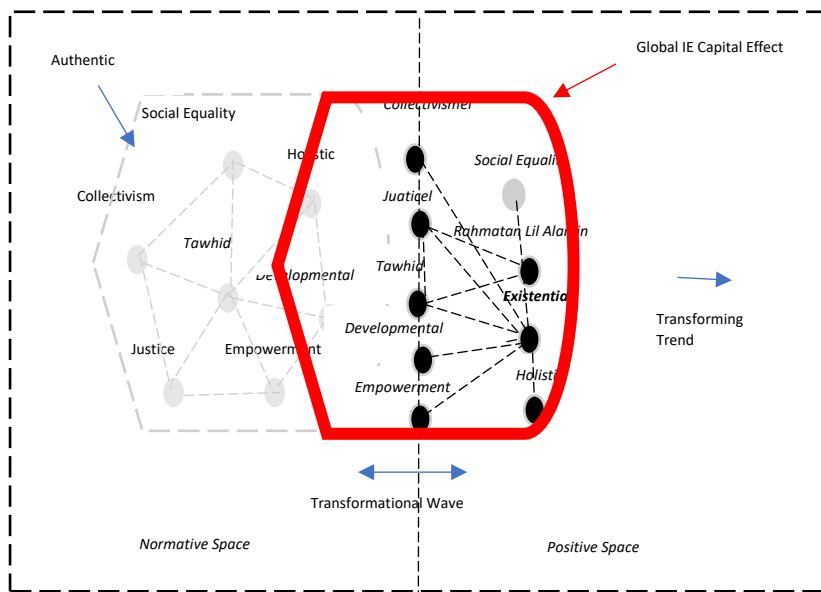 Global IE Capital Effect
Authentic
Collectivismel
Social Equality
Holistic
Social Equalit
Collectivism
Juaticel
Tawhid
Rahmatan Lil Alamin
Tawhid
Developmental
Existentia
Developmental
Transforming
Trend
Justice
Empowerment
Empowerment
Holisti
Transformational Wave
Normative Space
Positive Space